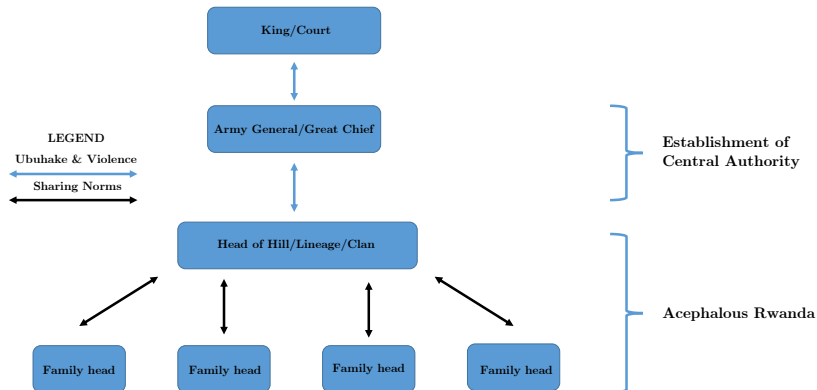 King/Court
Army General/Great Chief
LEGEND
Ubuhake & Violence
Sharing Norms
Establishment of
Central Authority
Head of Hill/Lineage/Clan
Acephalous Rwanda
Family head
Family head
Family head
Family head